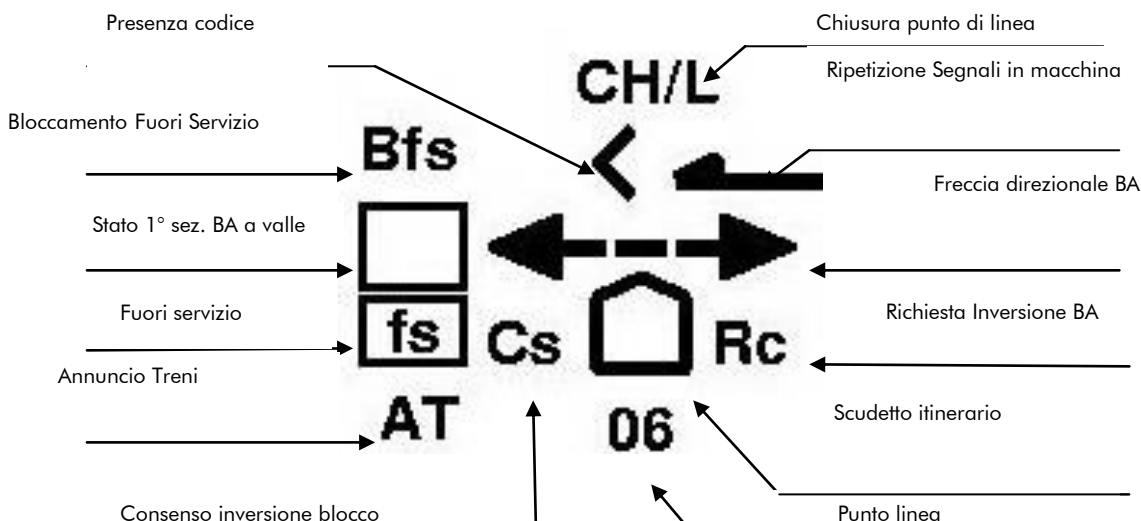 Presenza codice
Chiusura punto di linea
CH/L
Ripetizione Segnali in macchina
Bloccamento Fuori Servizio
Bfs
Freccia direzionale BA
Stato 1° sez. BA a valle
Fuori servizio
fs
Cs
Rc
Richiesta Inversione BA
Annuncio Treni
AT
06
Scudetto itinerario
Consenso inversione blocco
Punto linea